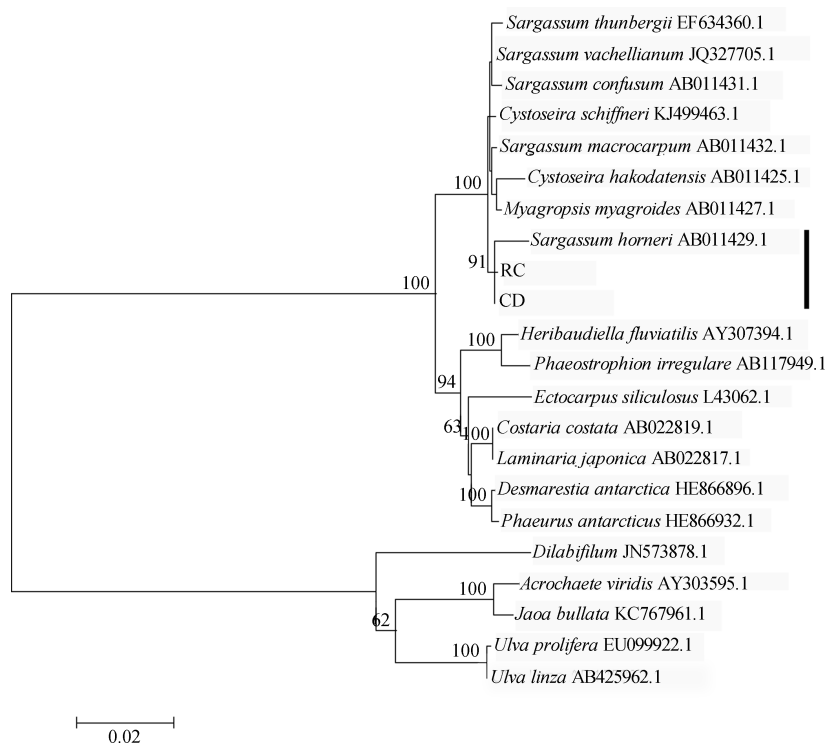 Sargassum thunbergii EF634360.1
Sargassum vachellianum JQ327705.1
Sargassum confusum AB011431.1
Cystoseira schiffneri KJ499463.1
Sargassum macrocarpum AB011432.1
100
Cystoseira hakodatensis AB011425.1
Myagropsis myagroides AB011427.1
Sargassum horneri AB011429.1
91
RC
100
CD
Heribaudiella fluviatilis AY307394.1
100
Phaeostrophion irregulare AB117949.1
94
Ectocarpus siliculosus L43062.1
63
100
Costaria costata AB022819.1
Laminaria japonica AB022817.1
Desmarestia antarctica HE866896.1
100
Phaeurus antarcticus HE866932.1
Dilabifilum JN573878.1
Acrochaete viridis AY303595.1
100
Jaoa bullata KC767961.1
62
Ulva prolifera EU099922.1
100
Ulva linza AB425962.1
0.02